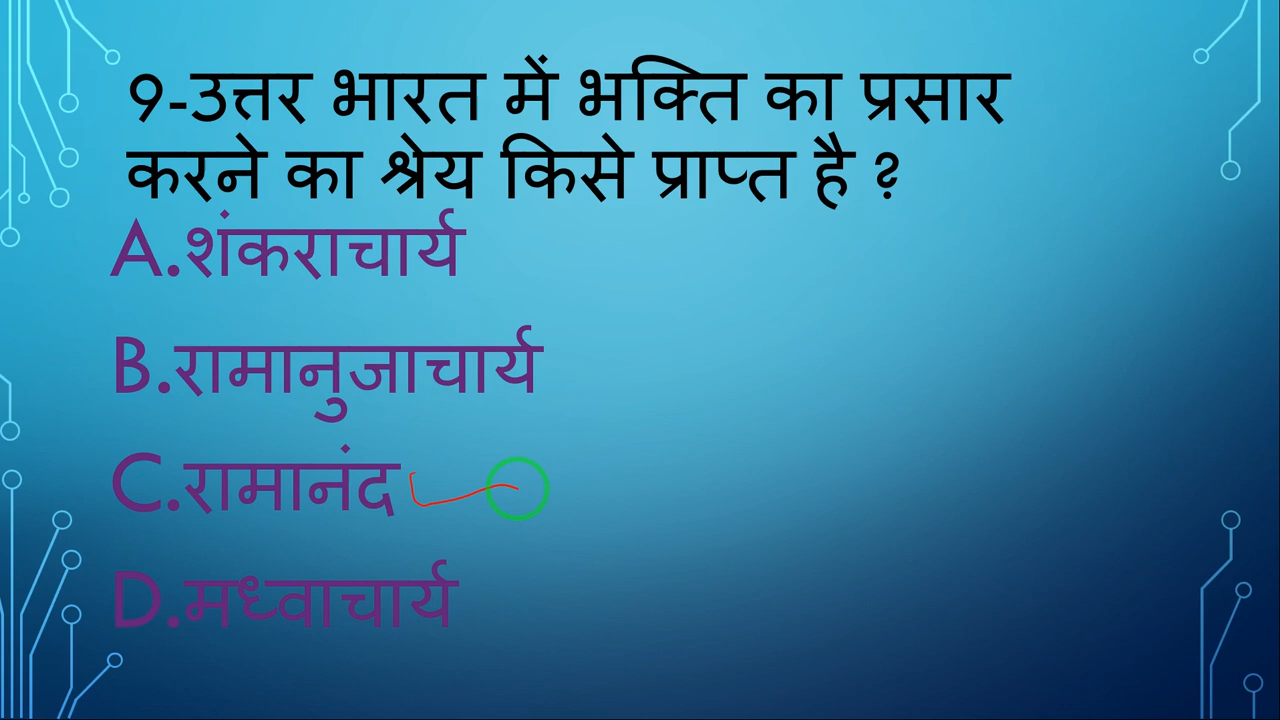 9-उत्तर भारत में भक्ति का प्रसार
करने का श्रेय किसे प्राप्त है ?
A.शंकराचार्य
B.रामानुजाचार्य
C.रामानंद
D.मध्वाचार्य